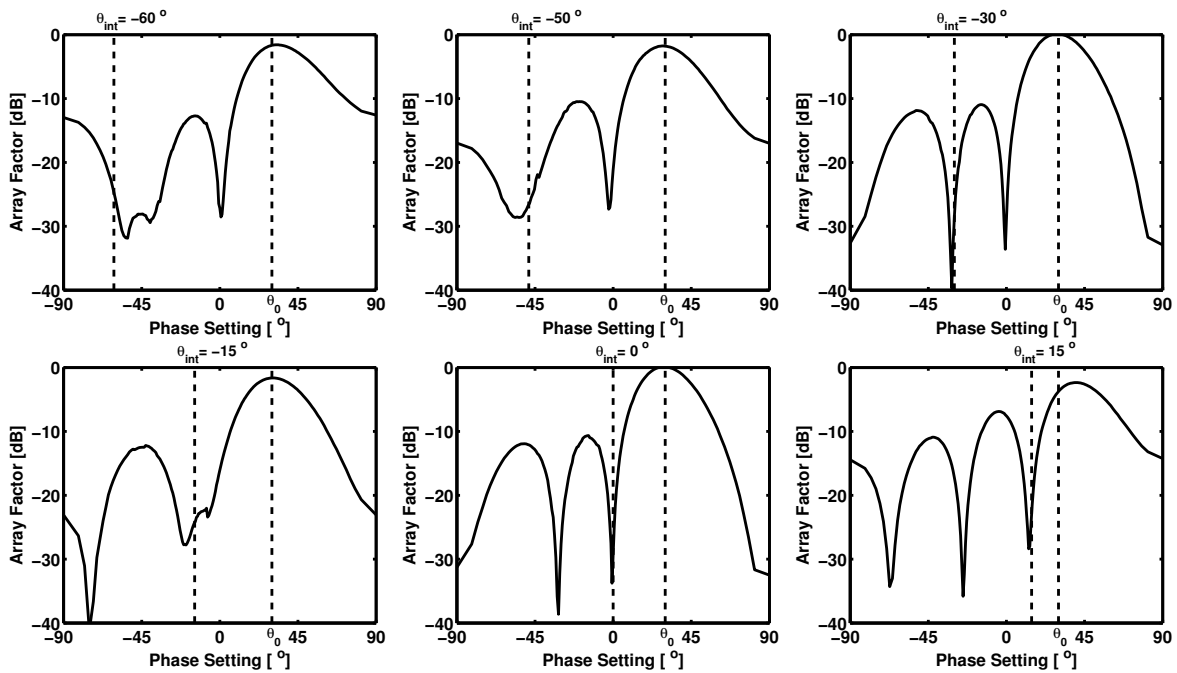 θint= −60 o
θint= −50 o
θint= −30 o
0
−10
−20
−30
−40
Array Factor [dB]
−90 −45 0 θ0 45 90
Phase Setting [ o]
0
−10
−20
−30
−40
Array Factor [dB]
−90 −45 0 θ0 45 90
Phase Setting [ o]
0
−10
−20
−30
−40
Array Factor [dB]
−90 −45 0 θ0 45 90
Phase Setting [ o]
θint= −15 o
θint= 0 o
θint= 15 o
0
−10
−20
−30
−40
Array Factor [dB]
−90 −45 0 θ0 45 90
Phase Setting [ o]
0
−10
−20
−30
−40
Array Factor [dB]
−90 −45 0 θ0 45 90
Phase Setting [ o]
0
−10
−20
−30
−40
Array Factor [dB]
−90 −45 0 θ0 45 90
Phase Setting [ o]